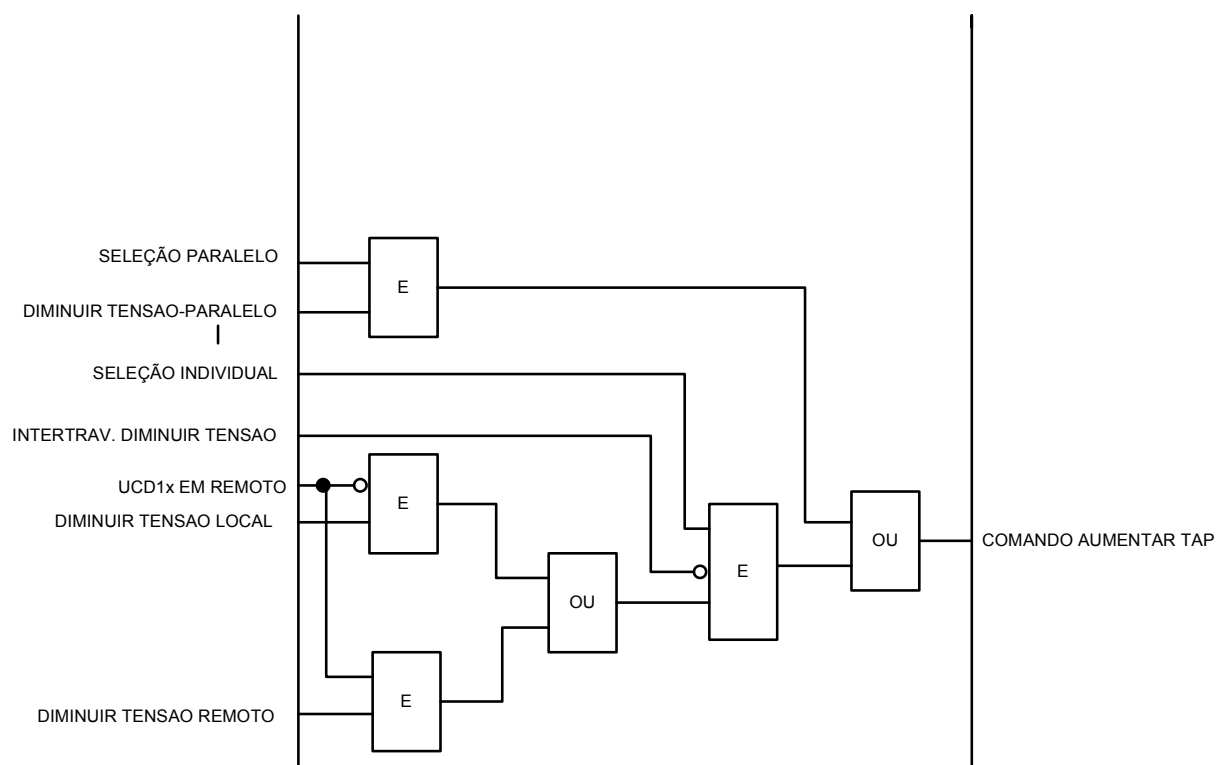 SELEÇÃO PARALELO
E
DIMINUIR TENSAO-PARALELO
SELEÇÃO INDIVIDUAL
INTERTRAV. DIMINUIR TENSAO
UCD1x EM REMOTO
E
DIMINUIR TENSAO LOCAL
OU
COMANDO AUMENTAR TAP
E
OU
E
DIMINUIR TENSAO REMOTO